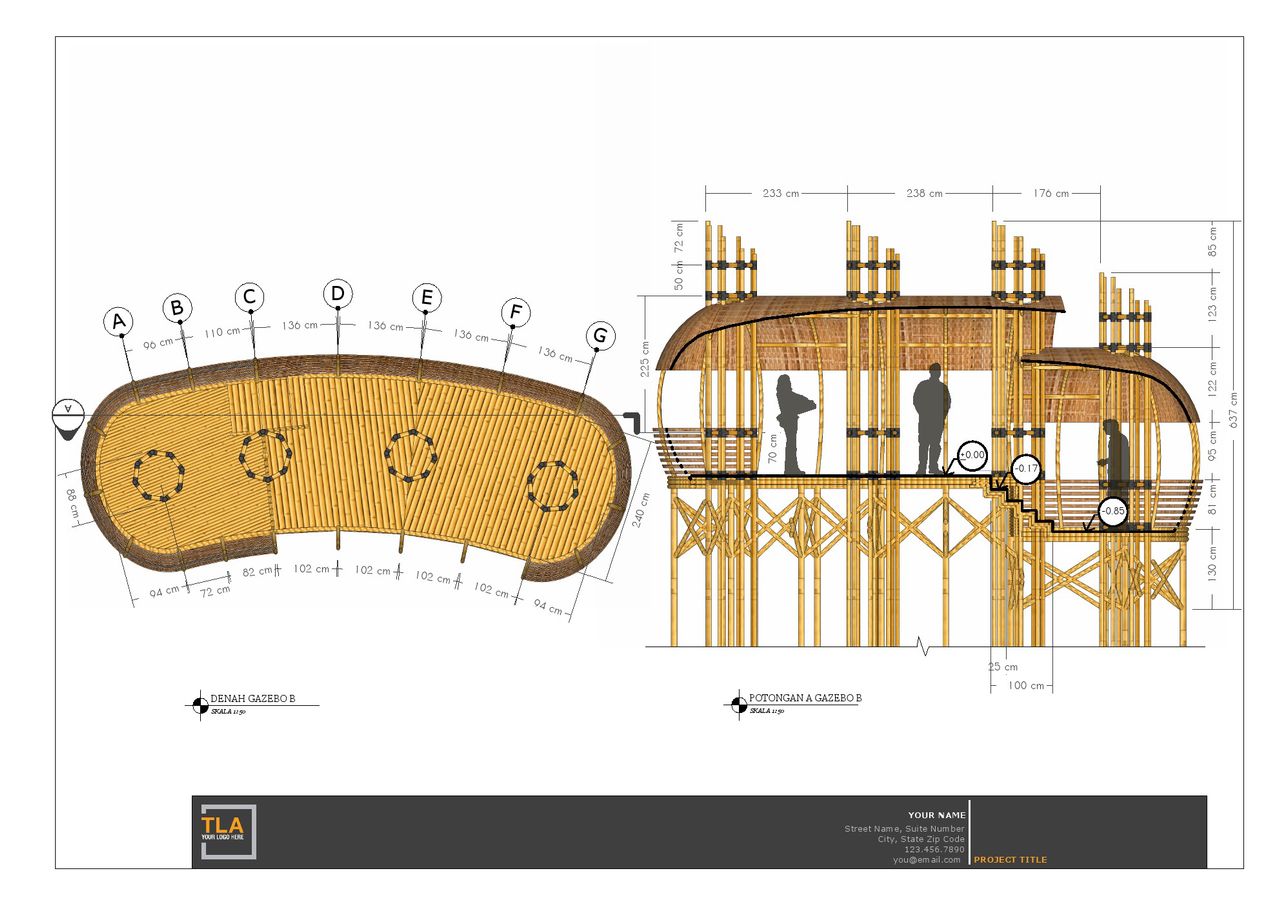 A
B
C
D
E
F
G
96 cm
110 cm
136 cm
136 cm
136 cm
136 cm
A
88 cm
240 cm
94 cm
72 cm
82 cm
102 cm
102 cm
102 cm
102 cm
94 cm
DENAH GAZEBO B
SKALA 1:50
233 cm
238 cm
176 cm
72 cm
50 cm
225 cm
70 cm
±0.00
-0.17
-0.85
85 cm
123 cm
122 cm
95 cm
81 cm
130 cm
637 cm
25 cm
100 cm
POTONGAN A GAZEBO B
SKALA 1:50
TLA
YOUR LOGO HERE
YOUR NAME
Street Name, Suite Number
City, State Zip Code
123.456.7890
you@email.com
PROJECT TITLE